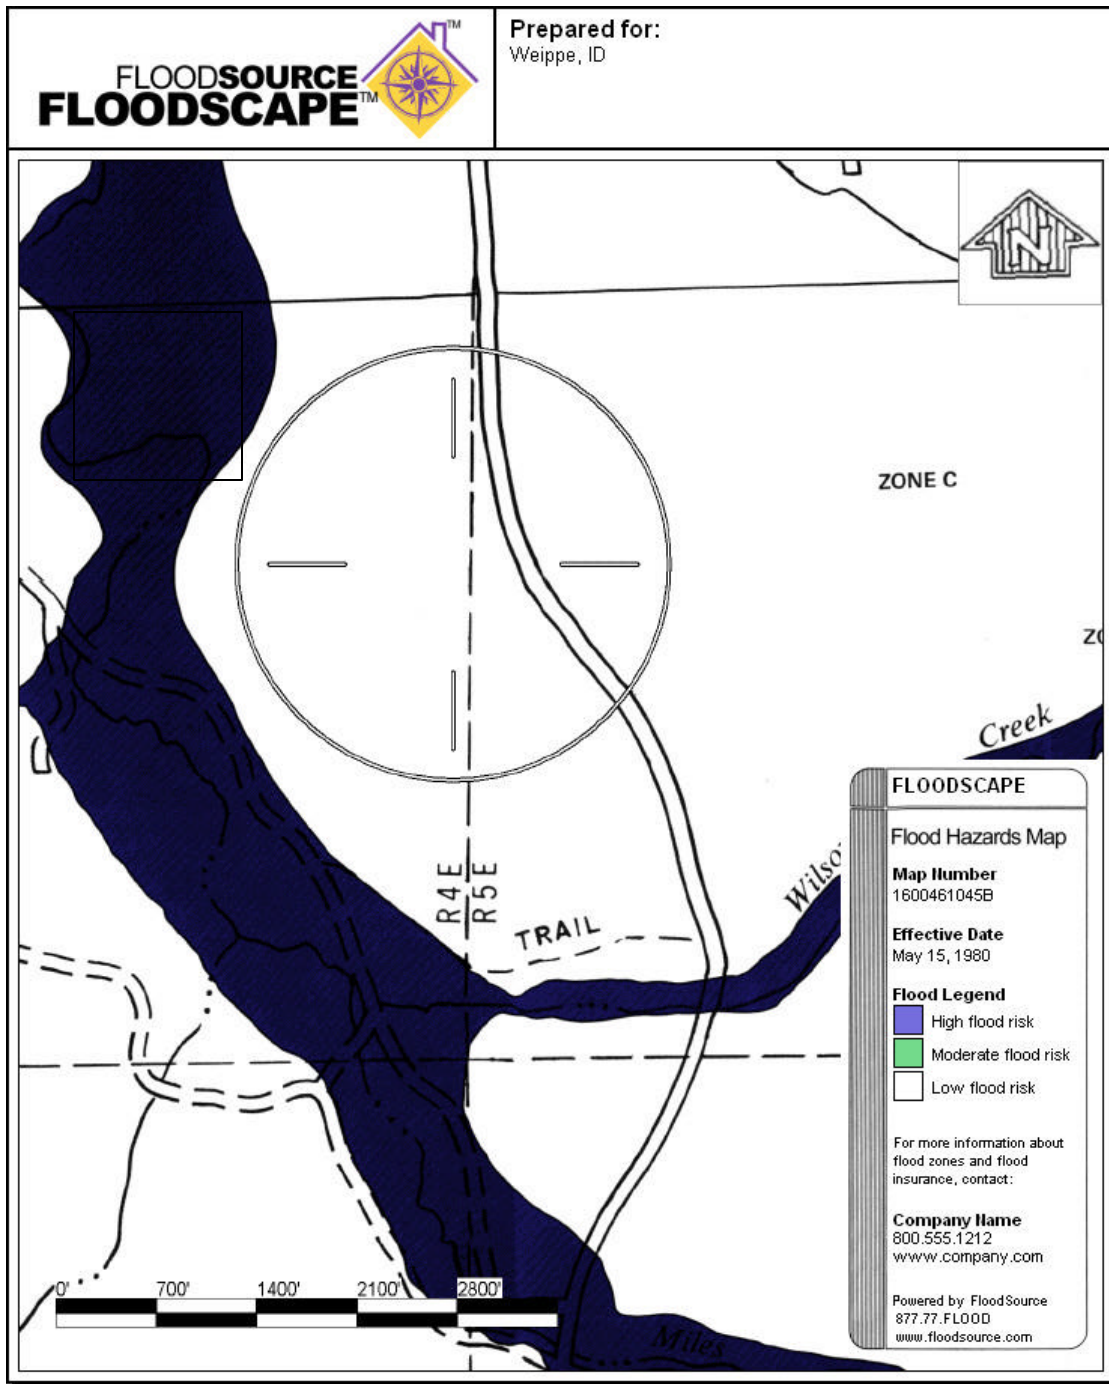 FLOODSOURCE
FLOODSCAPE™
TM
Prepared for:
Weippe, ID
N
ZONE C
Creek
R4E
R5E
TRAIL
0'
700'
1400'
2100'
2800'
Miles
FLOODSCAPE
Flood Hazards Map
Map Number
1600461045B
Effective Date
May 15, 1980
Flood Legend
High flood risk
Moderate flood risk
Low flood risk
For more information about
flood zones and flood
insurance, contact:
Company Name
800.555.1212
www.company.com
Powered by FloodSource
877.77.FLOOD
www.floodsource.com